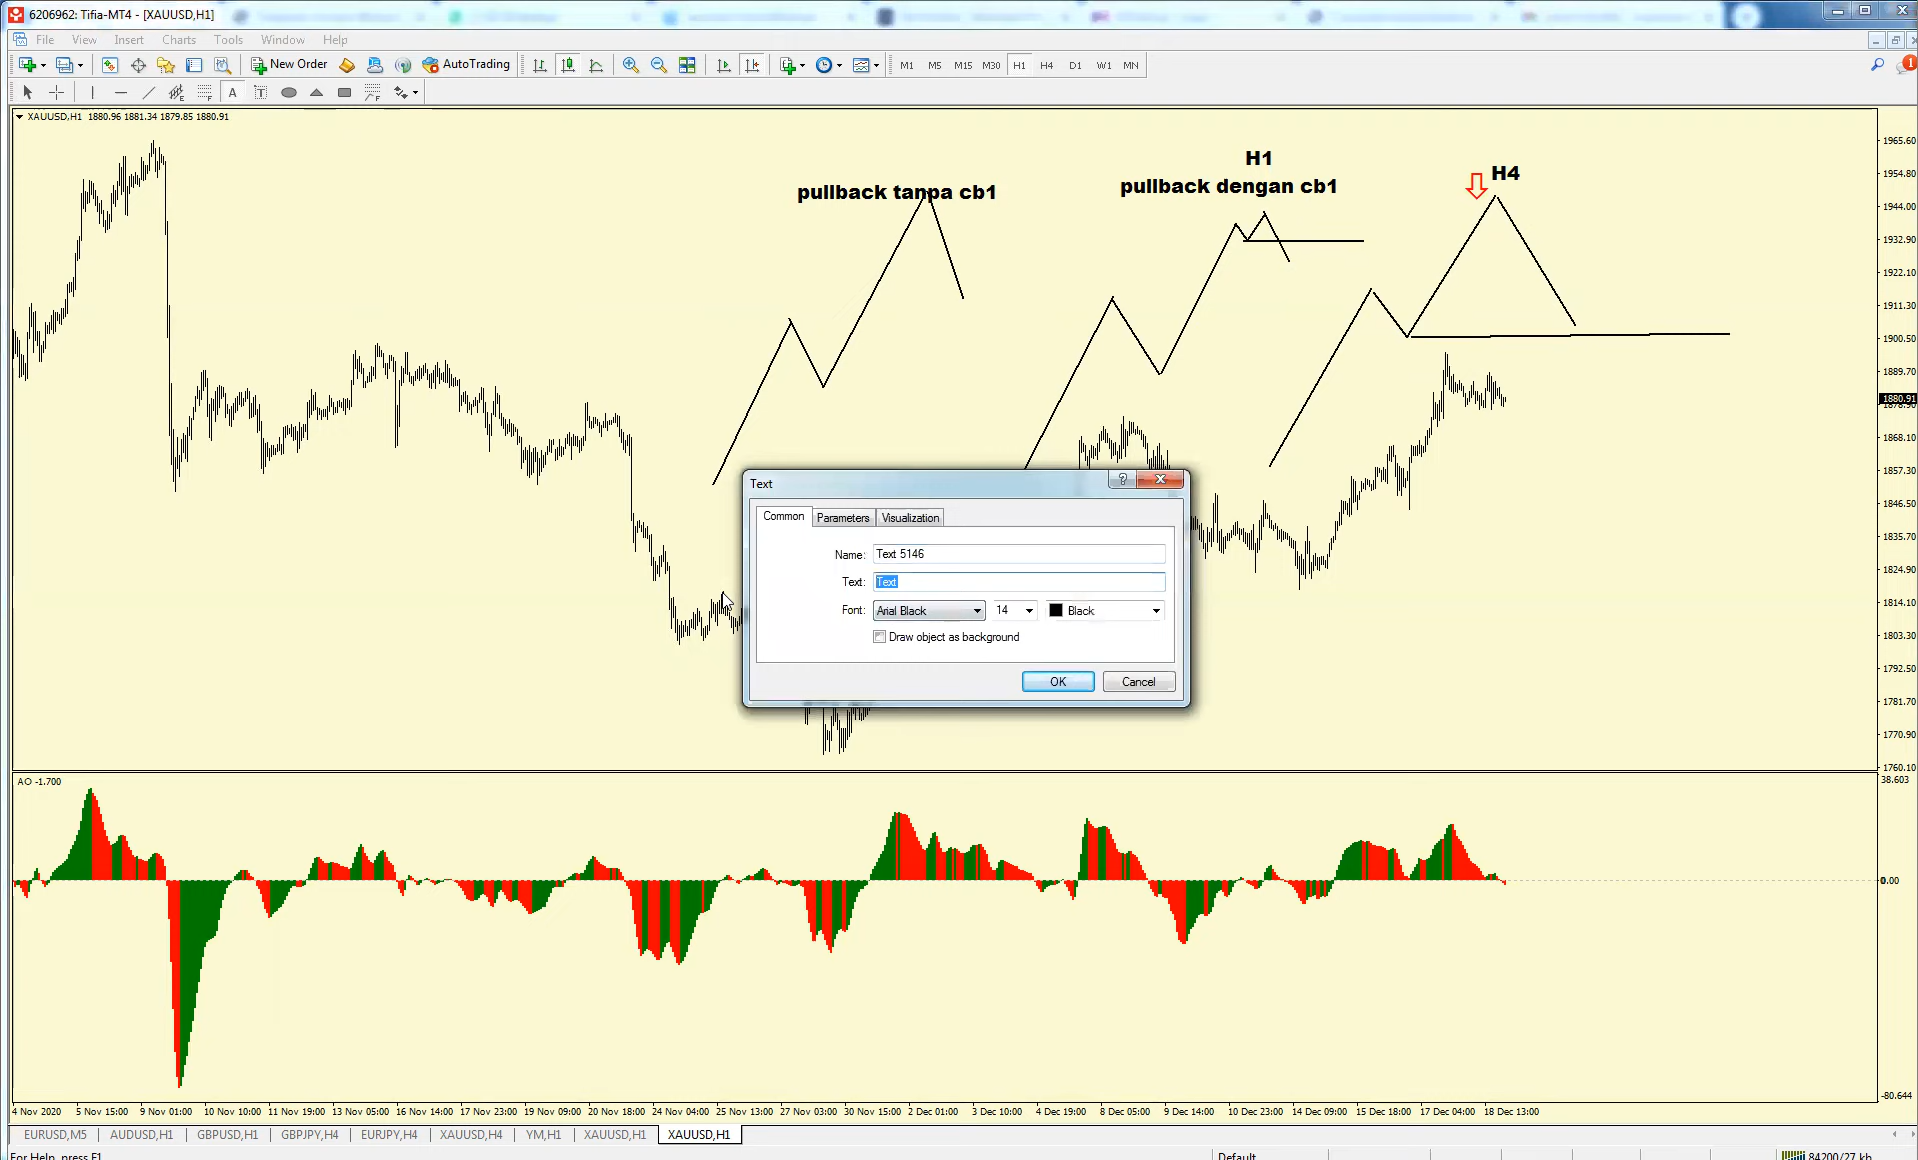 6206962: Tifia-MT4 - [XAUUSD,H1]
File View Insert Charts Tools Window Help
New Order AutoTrading M1 M5 M15 M30 H1 H4 D1 W1 MN 1
A T E F F
XAUUSD,H1 1880.96 1881.34 1879.85 1880.91
pullback tanpa cb1
H1
pullback dengan cb1
H4
1965.60
1954.80
1944.00
1932.90
1922.10
1911.30
1900.50
1889.70
1880.91
1878.90
1868.10
1857.30
1846.50
1835.70
1824.90
1814.10
1803.30
1792.50
1781.70
1770.90
1760.10
Text ?
Common Parameters Visualization
Name: Text 5146
Text: Text
Font: Arial Black 14 Black
Draw object as background
OK Cancel
AO -1.700
38.603
0.00
-80.644
4 Nov 2020 5 Nov 15:00 9 Nov 01:00 10 Nov 10:00 11 Nov 19:00 13 Nov 05:00 16 Nov 14:00 17 Nov 23:00 19 Nov 09:00 20 Nov 18:00 24 Nov 04:00 25 Nov 13:00 27 Nov 03:00 30 Nov 15:00 2 Dec 01:00 3 Dec 10:00 4 Dec 19:00 8 Dec 05:00 9 Dec 14:00 10 Dec 23:00 14 Dec 09:00 15 Dec 18:00 17 Dec 04:00 18 Dec 13:00
EURUSD,M5 AUDUSD,H1 GBPUSD,H1 GBPJPY,H4 EURJPY,H4 XAUUSD,H4 YM,H1 XAUUSD,H1 XAUUSD,H1
For Help, press F1 Default 84200/27 kb